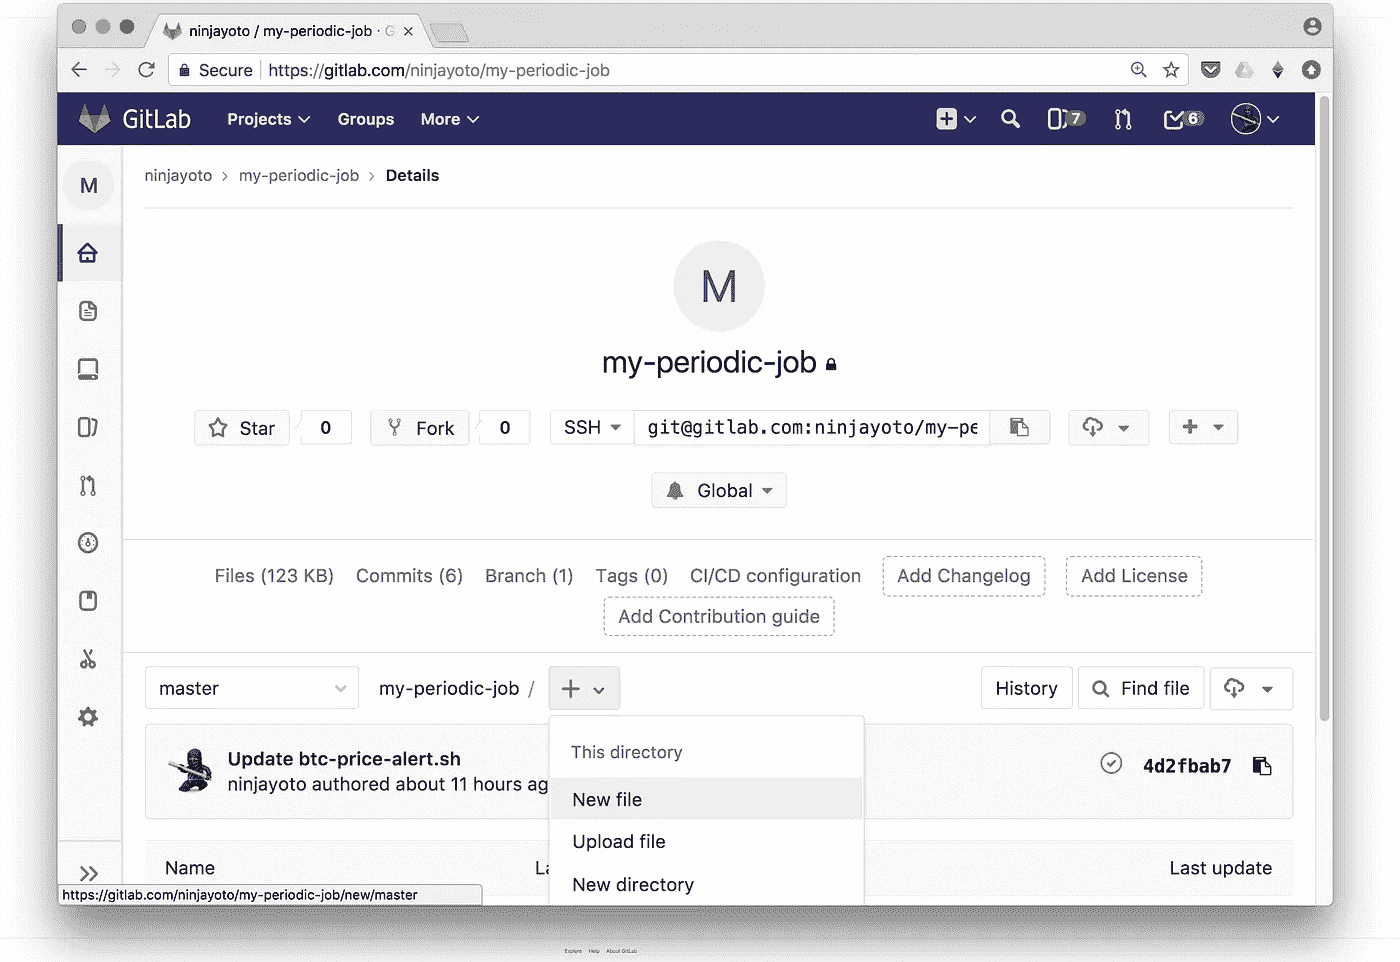 ninjayoto / my-periodic-job · G
Secure https://gitlab.com/ninjayoto/my-periodic-job
GitLab Projects Groups More 7 6
M ninjayoto > my-periodic-job > Details
M
my-periodic-job
Star 0 Fork 0 SSH git@gitlab.com:ninjayoto/my-pe
Global
Files (123 KB) Commits (6) Branch (1) Tags (0) CI/CD configuration Add Changelog Add License
Add Contribution guide
master my-periodic-job / + History Find file
This directory
Update btc-price-alert.sh
ninjayoto authored about 11 hours ag
4d2fbab7
New file
Upload file
New directory
Name La Last update
https://gitlab.com/ninjayoto/my-periodic-job/new/master
Explore Help About GitLab